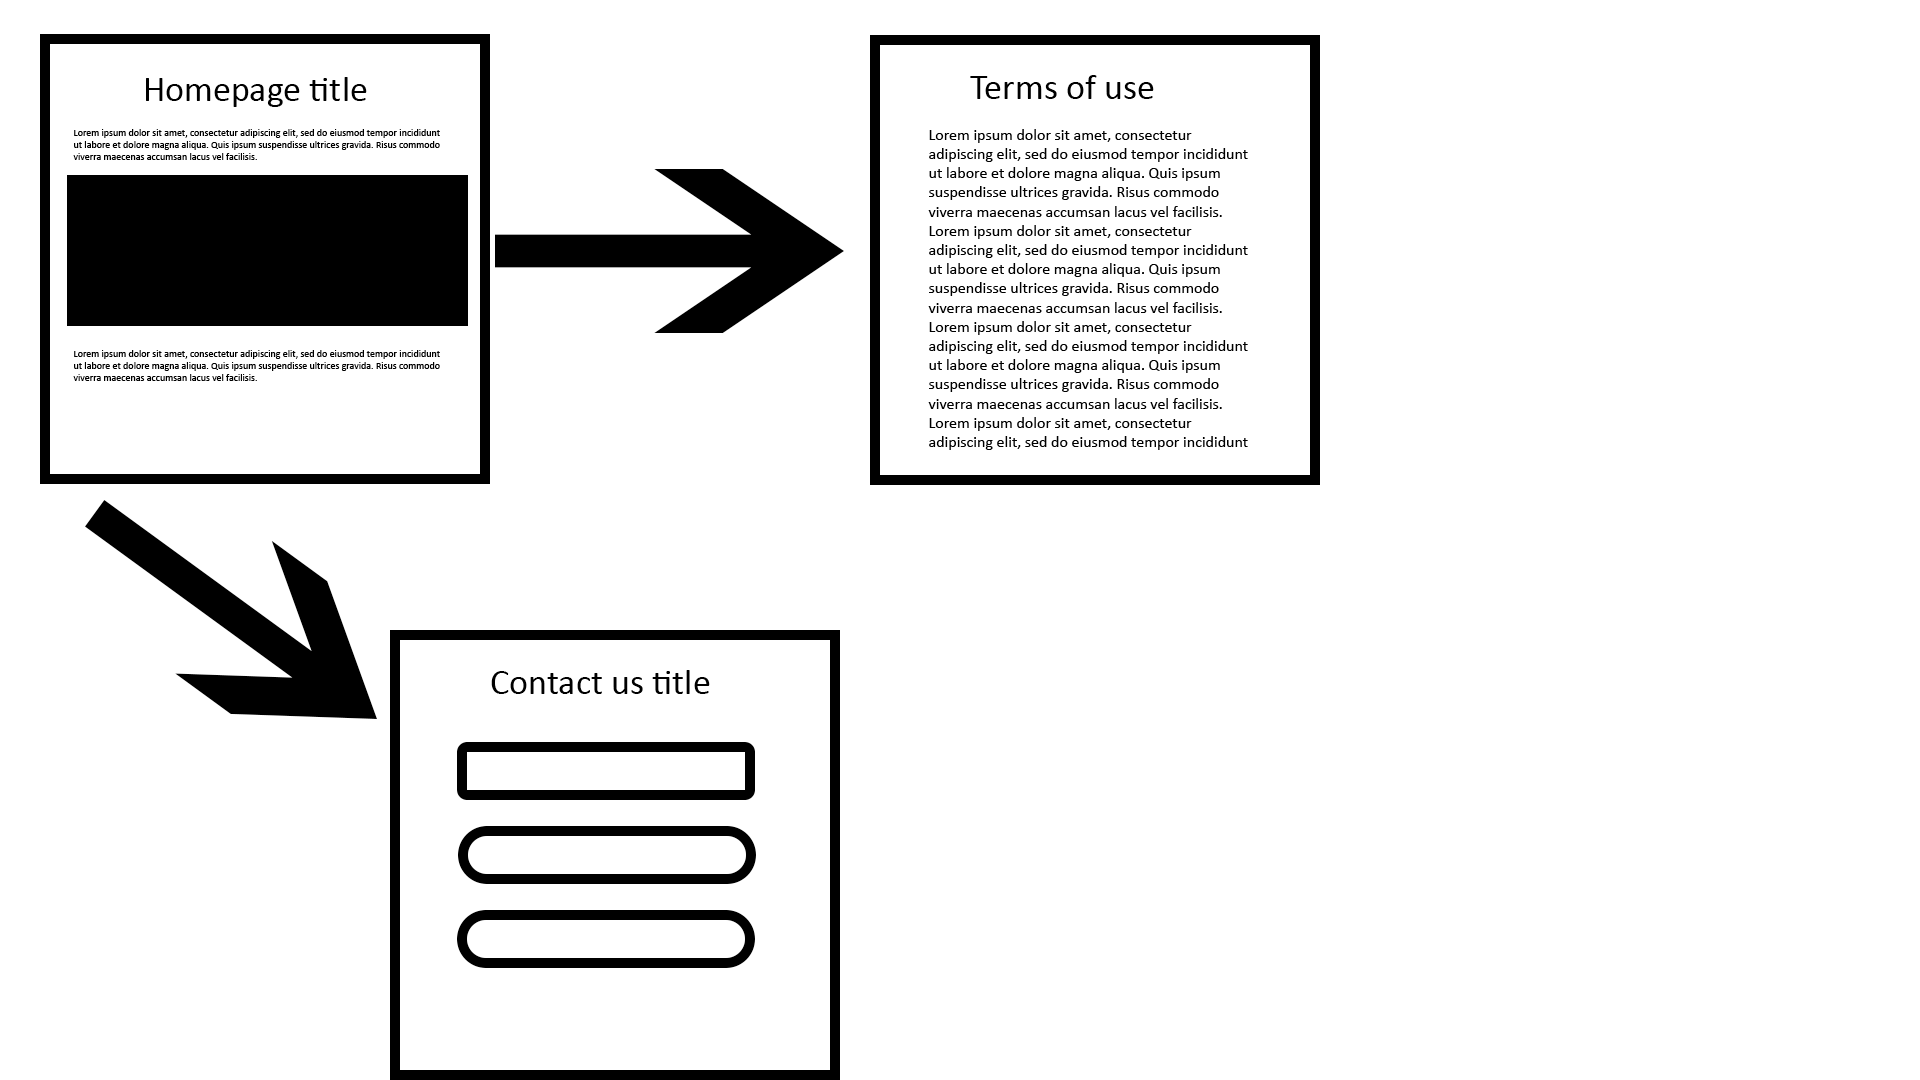 Homepage title
Lorem ipsum dolor sit amet, consectetur adipiscing elit, sed do eiusmod tempor incididunt
ut labore et dolore magna aliqua. Quis ipsum suspendisse ultrices gravida. Risus commodo
viverra maecenas accumsan lacus vel facilisis.
Lorem ipsum dolor sit amet, consectetur adipiscing elit, sed do eiusmod tempor incididunt
ut labore et dolore magna aliqua. Quis ipsum suspendisse ultrices gravida. Risus commodo
viverra maecenas accumsan lacus vel facilisis.
Terms of use
Lorem ipsum dolor sit amet, consectetur
adipiscing elit, sed do eiusmod tempor incididunt
ut labore et dolore magna aliqua. Quis ipsum
suspendisse ultrices gravida. Risus commodo
viverra maecenas accumsan lacus vel facilisis.
Lorem ipsum dolor sit amet, consectetur
adipiscing elit, sed do eiusmod tempor incididunt
ut labore et dolore magna aliqua. Quis ipsum
suspendisse ultrices gravida. Risus commodo
viverra maecenas accumsan lacus vel facilisis.
Lorem ipsum dolor sit amet, consectetur
adipiscing elit, sed do eiusmod tempor incididunt
ut labore et dolore magna aliqua. Quis ipsum
suspendisse ultrices gravida. Risus commodo
viverra maecenas accumsan lacus vel facilisis.
Lorem ipsum dolor sit amet, consectetur
adipiscing elit, sed do eiusmod tempor incididunt
Contact us title